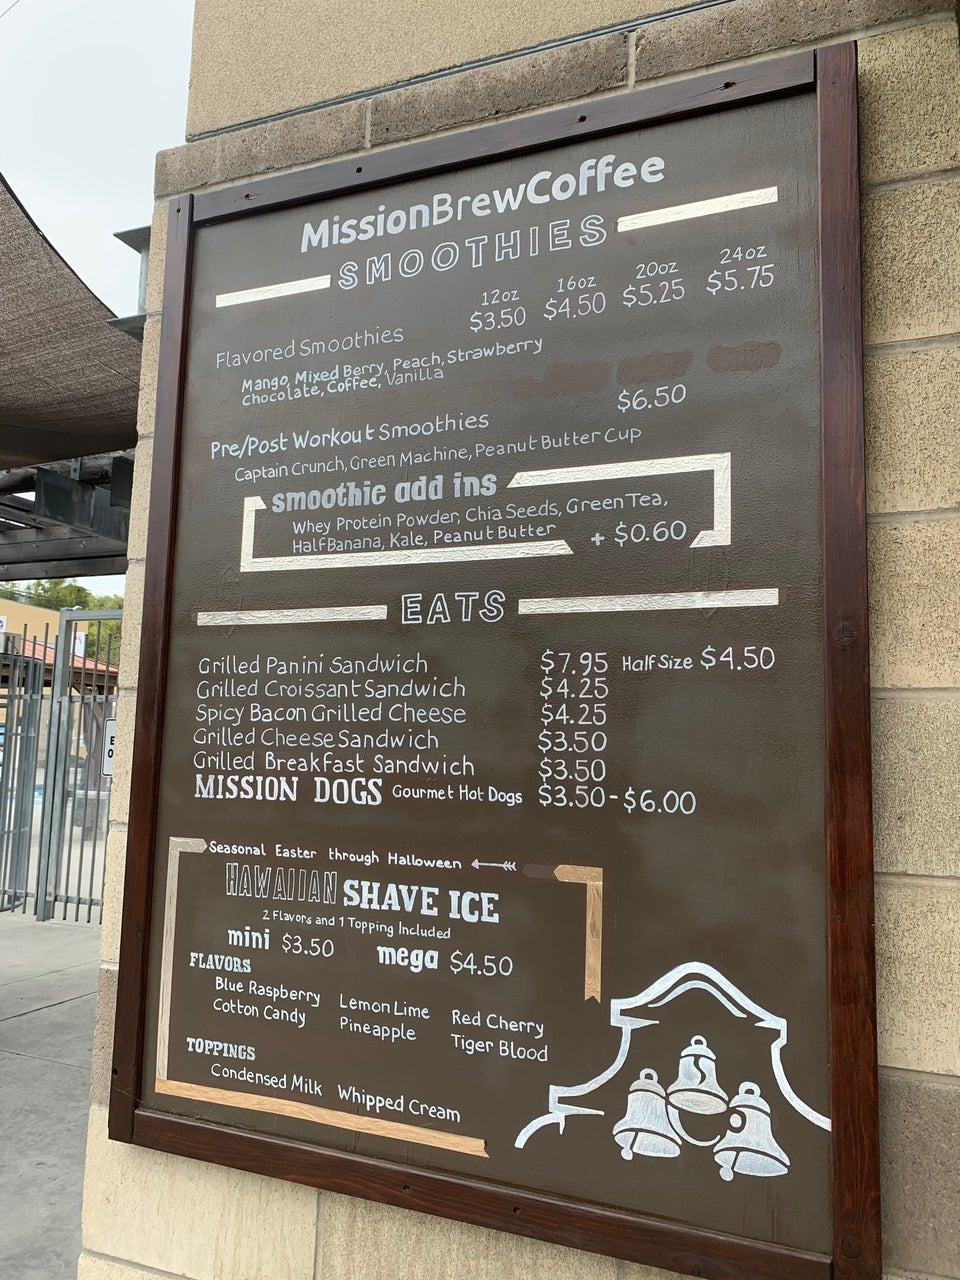 MissionBrewCoffee
SMOOTHIES
12oz 16oz 20oz 24oz
Flavored Smoothies $3.50 $4.50 $5.25 $5.75
Mango, Mixed Berry, Peach, Strawberry
Chocolate, Coffee, Vanilla
Pre/Post Workout Smoothies $6.50
Captain Crunch, Green Machine, Peanut Butter Cup
smoothie add ins
Whey Protein Powder, Chia Seeds, Green Tea,
Half Banana, Kale, Peanut Butter + $0.60
EATS
Grilled Panini Sandwich $7.95 Half Size $4.50
Grilled Croissant Sandwich $4.25
Spicy Bacon Grilled Cheese $4.25
Grilled Cheese Sandwich $3.50
Grilled Breakfast Sandwich $3.50
MISSION DOGS Gourmet Hot Dogs $3.50-$6.00
Seasonal Easter through Halloween
HAWAIIAN SHAVE ICE
2 Flavors and 1 Topping Included
mini $3.50 mega $4.50
FLAVORS
Blue Raspberry Lemon Lime Red Cherry
Cotton Candy Pineapple Tiger Blood
TOPPINGS
Condensed Milk Whipped Cream